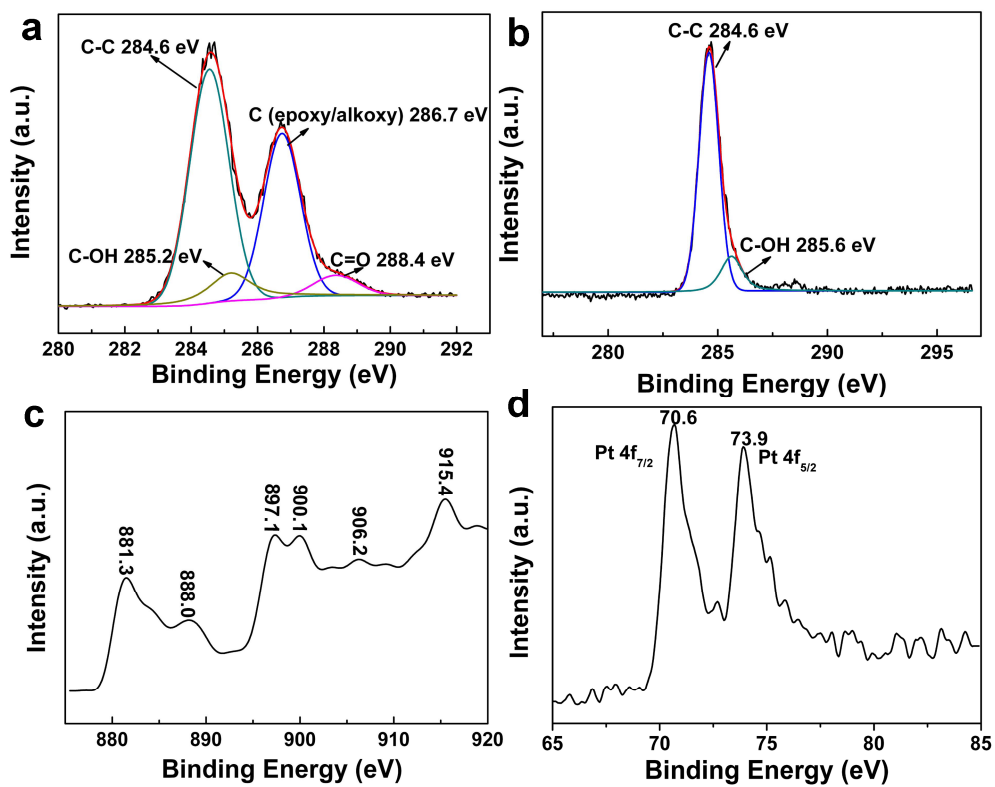 a
C-C 284.6 eV
C (epoxy/alkoxy) 286.7 eV
C-OH 285.2 eV
C=O 288.4 eV
Intensity (a.u.)
280 282 284 286 288 290 292
Binding Energy (eV)
b
C-C 284.6 eV
C-OH 285.6 eV
Intensity (a.u.)
280 285 290 295
Binding Energy (eV)
c
881.3
888.0
897.1
900.1
906.2
915.4
Intensity (a.u.)
880 890 900 910 920
Binding Energy (eV)
d
70.6
Pt 4f7/2
73.9
Pt 4f5/2
Intensity (a.u.)
65 70 75 80 85
Binding Energy (eV)